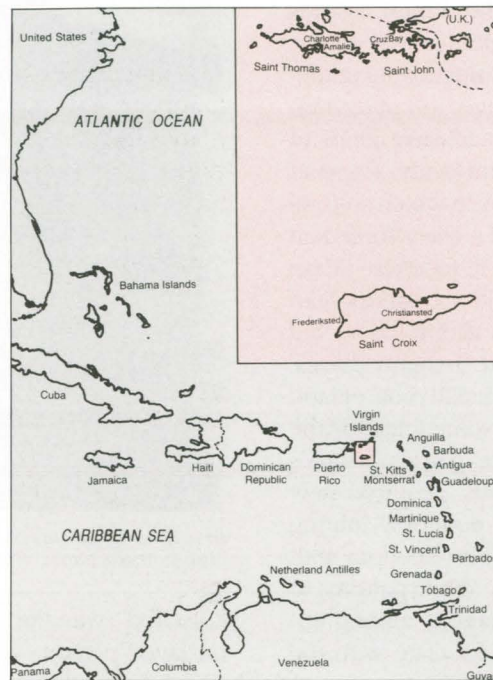 United States
(U.K.)
Charlotte
Amalie
Cruz Bay
Saint Thomas
Saint John
ATLANTIC OCEAN
Bahama Islands
Christiansted
Frederiksted
Saint Croix
Cuba
Virgin
Islands
Anguilla
Barbuda
Jamaica
Haiti
Dominican
Republic
Puerto
Rico
St. Kitts
Antigua
Montserrat
Guadeloup
Dominica
Martinique
CARIBBEAN SEA
St. Lucia
St. Vincent
Barbado
Netherland Antilles
Grenada
Tobago
Trinidad
Panama
Colombia
Venezuela
Guya